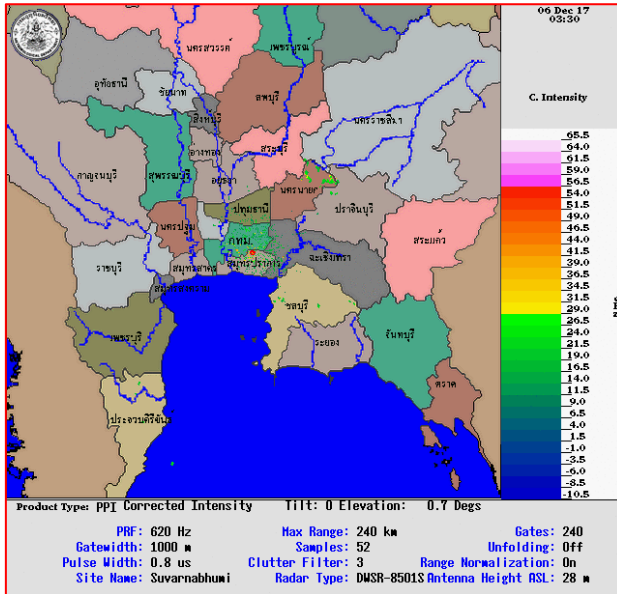 06 Dec 17
03:30
C. Intensity
65.5
64.0
61.5
59.0
56.5
54.0
51.5
49.0
46.5
44.0
41.5
39.0
36.5
34.0
31.5
29.0
26.5
24.0
21.5
19.0
16.5
14.0
11.5
9.0
6.5
4.0
1.5
-1.0
-3.5
-6.0
-8.5
-10.5
นครสวรรค์
เพชรบูรณ์
อุทัยธานี
ชัยนาท
ลพบุรี
สิงห์บุรี
นครราชสีมา
สระบุรี
อ่างทอง
กาญจนบุรี
สุพรรณบุรี
อยุธยา
นครนายก
ปทุมธานี
ปราจีนบุรี
นครปฐม
กทม.
สระแก้ว
ราชบุรี
สมุทรสาคร
สมุทรปราการ
ฉะเชิงเทรา
สมุทรสงคราม
ชลบุรี
เพชรบุรี
ระยอง
จันทบุรี
ตราด
ประจวบคีรีขันธ์
Product Type: PPI Corrected Intensity Tilt: 0 Elevation: 0.7 Degs
PRF: 620 Hz Max Range: 240 km Gates: 240
Gatewidth: 1000 m Samples: 52 Unfolding: Off
Pulse Width: 0.8 us Clutter Filter: 3 Range Normalization: On
Site Name: Suvarnabhumi Radar Type: DWSR-8501S Antenna Height ASL: 28 m